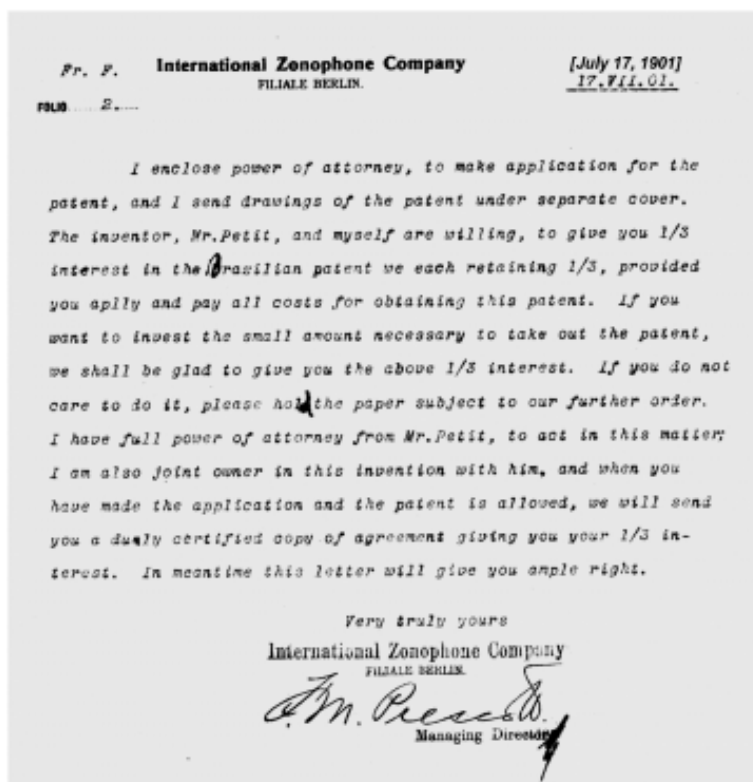 Fr. F. International Zonophone Company [July 17, 1901]
FILIALE BERLIN. 17.VII.01.
FOLIO 2.
I enclose power of attorney, to make application for the
patent, and I send drawings of the patent under separate cover.
The inventor, Mr.Petit, and myself are willing, to give you 1/3
interest in the Brasilian patent we each retaining 1/3, provided
you aplly and pay all costs for obtaining this patent. If you
want to invest the small amount necessary to take out the patent,
we shall be glad to give you the above 1/3 interest. If you do not
care to do it, please hold the paper subject to our further order.
I have full power of attorney from Mr.Petit, to act in this matter;
I am also joint owner in this invention with him, and when you
have made the application and the patent is allowed, we will send
you a dually certified copy of agreement giving you your 1/3 in-
terest. In meantime this letter will give you ample right.
Very truly yours
International Zonophone Company
FILIALE BERLIN.
F. M. Prescott.
Managing Director